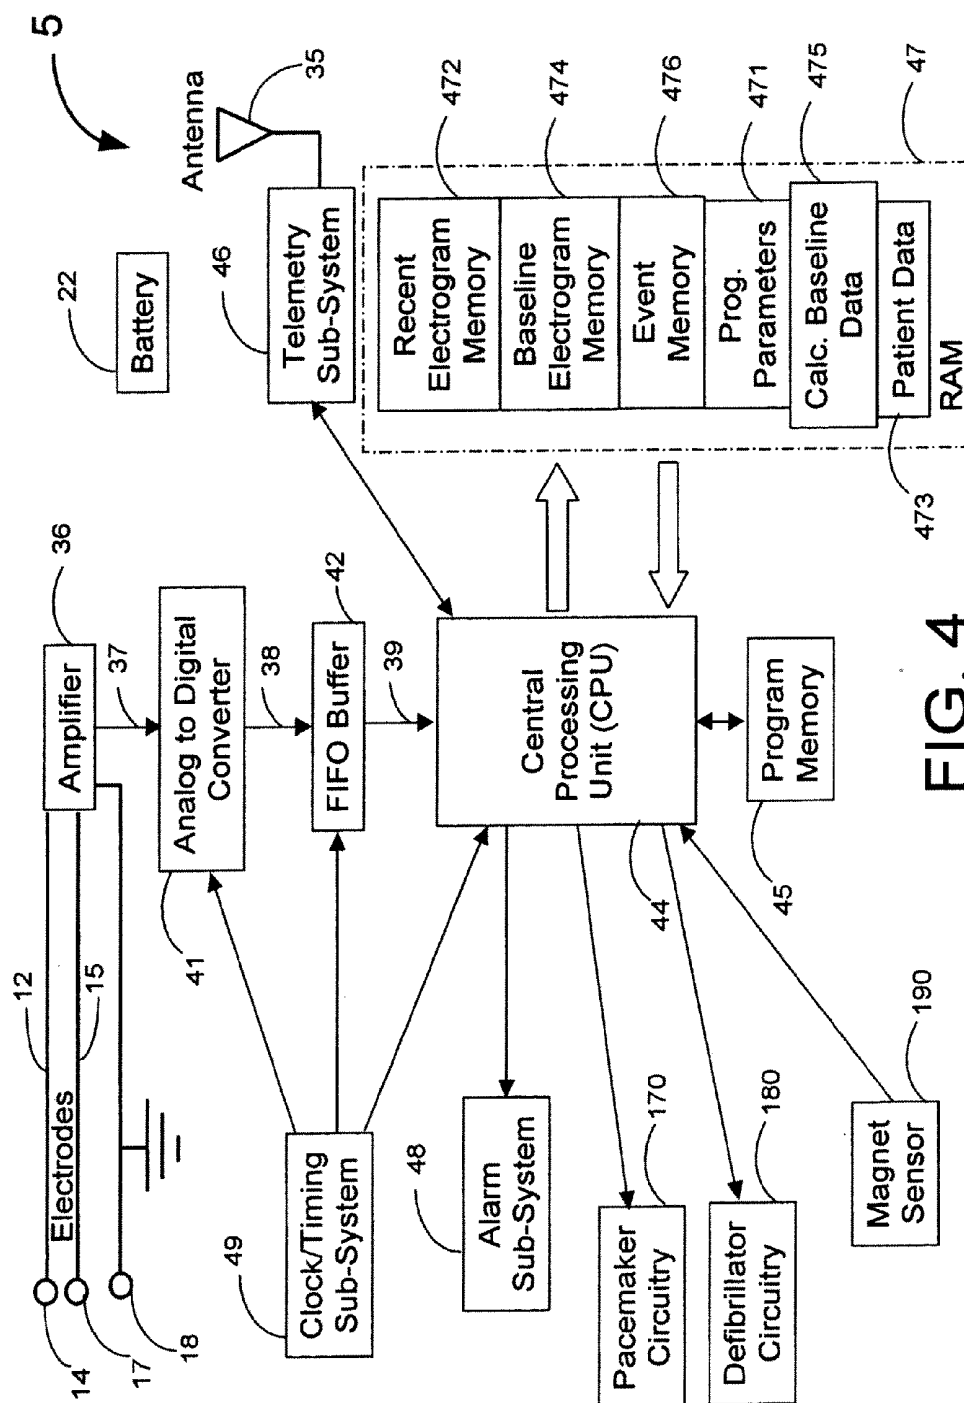 5
22
Battery
Antenna
35
46
Telemetry
Sub-System
36
Amplifier
37
Analog to Digital
Converter
41
38
FIFO Buffer
42
39
12
15
Electrodes
14
17
18
49
Clock/Timing
Sub-System
Central
Processing
Unit (CPU)
44
48
Alarm
Sub-System
Pacemaker
Circuitry
170
Defibrillator
Circuitry
180
Magnet
Sensor
190
45
Program
Memory
Recent
Electrogram
Memory
472
Baseline
Electrogram
Memory
474
Event
Memory
476
Prog.
Parameters
471
Calc. Baseline
Data
475
Patient Data
473
RAM
47
FIG. 4